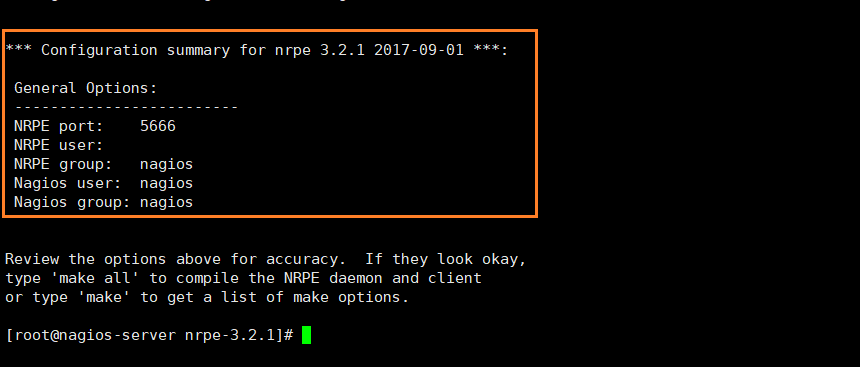 *** Configuration summary for nrpe 3.2.1 2017-09-01 ***:
General Options:
-------------------------
NRPE port:    5666
NRPE user:
NRPE group:   nagios
Nagios user:  nagios
Nagios group: nagios
Review the options above for accuracy.  If they look okay,
type 'make all' to compile the NRPE daemon and client
or type 'make' to get a list of make options.
[root@nagios-server nrpe-3.2.1]#